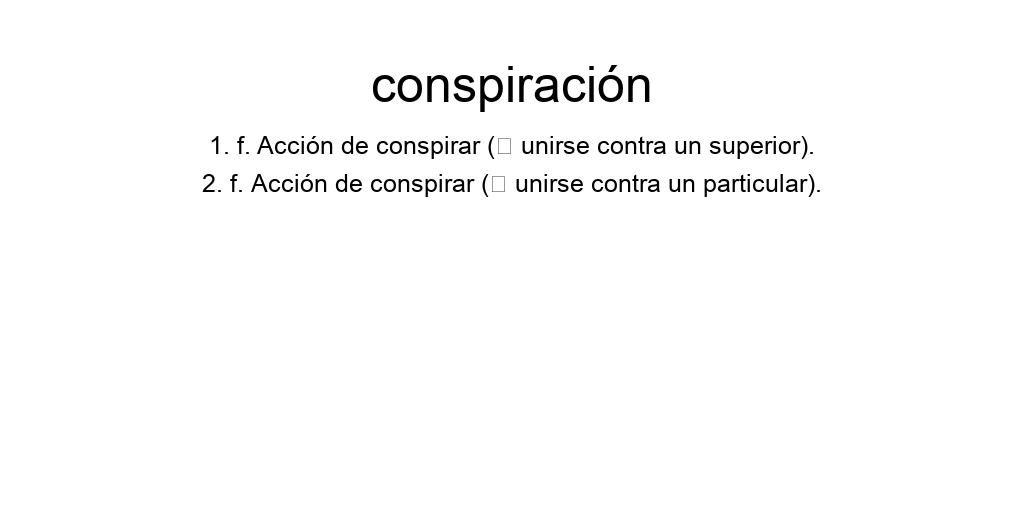 conspiración
1. f. Acción de conspirar (▯ unirse contra un superior).
2. f. Acción de conspirar (▯ unirse contra un particular).